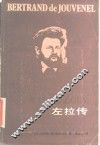 BERTRAND de JOUVENEL
左拉传